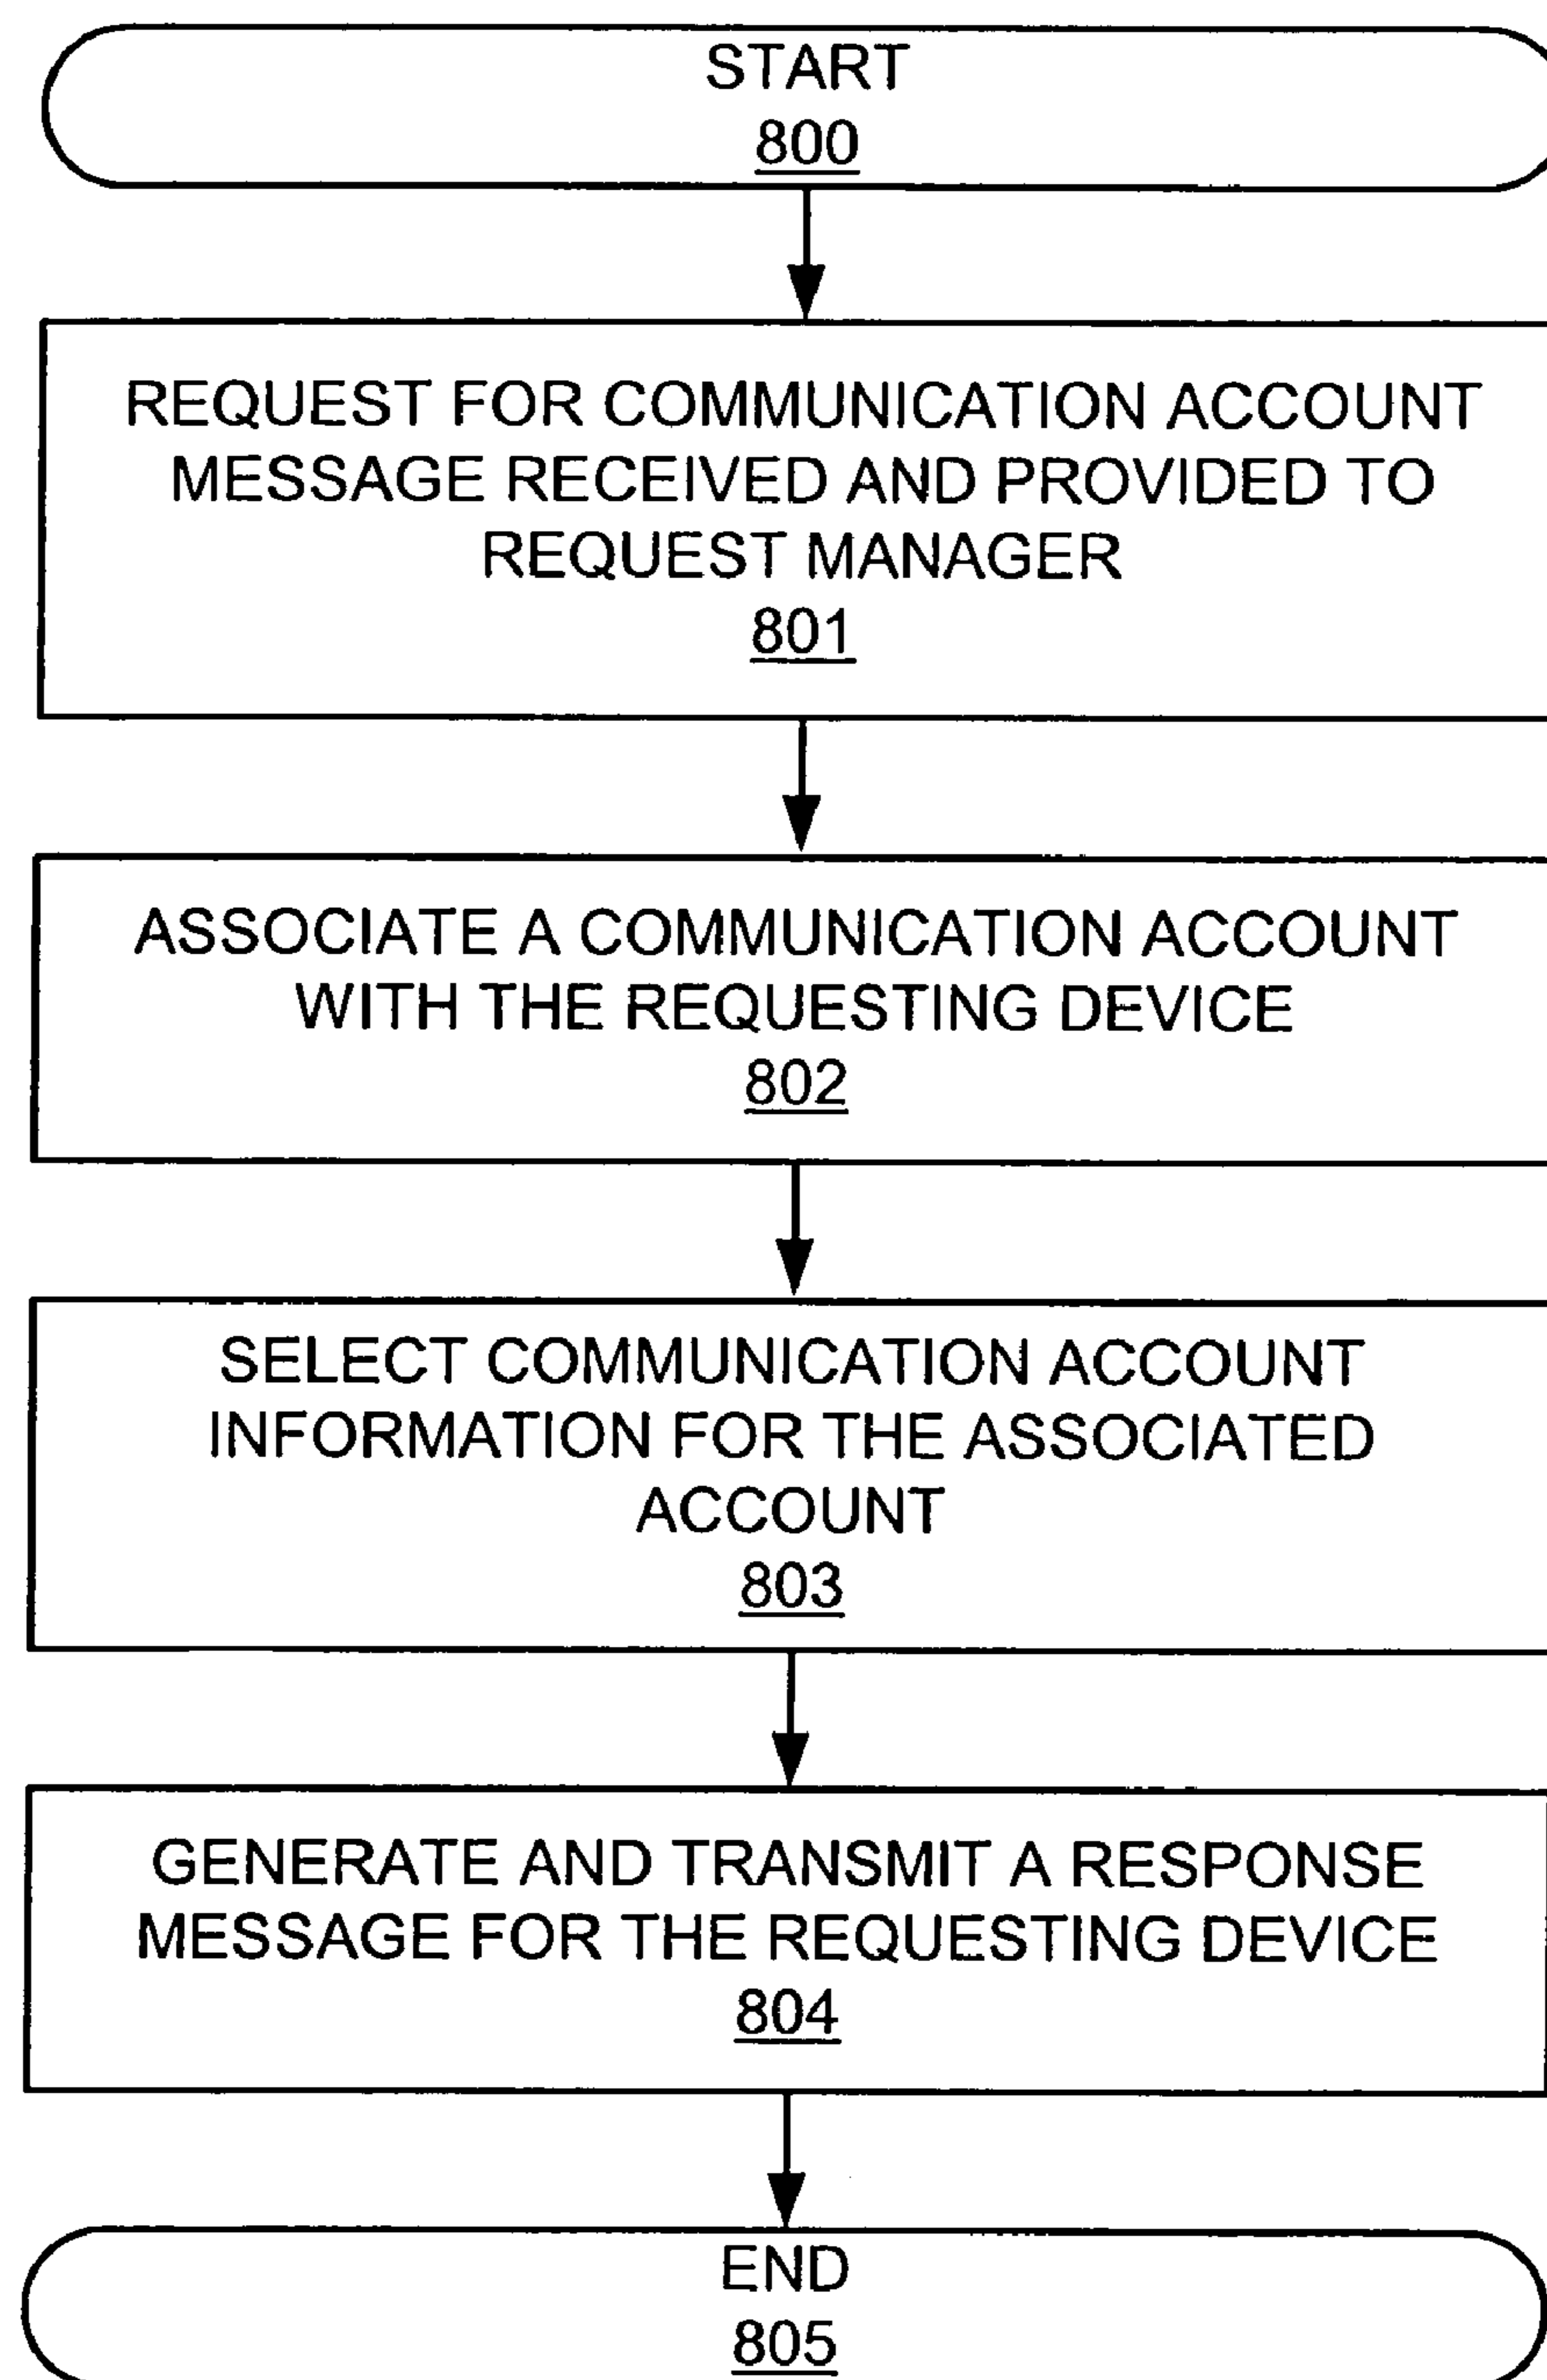 START
800
REQUEST FOR COMMUNICATION ACCOUNT
MESSAGE RECEIVED AND PROVIDED TO
REQUEST MANAGER
801
ASSOCIATE A COMMUNICATION ACCOUNT
WITH THE REQUESTING DEVICE
802
SELECT COMMUNICATION ACCOUNT
INFORMATION FOR THE ASSOCIATED
ACCOUNT
803
GENERATE AND TRANSMIT A RESPONSE
MESSAGE FOR THE REQUESTING DEVICE
804
END
805